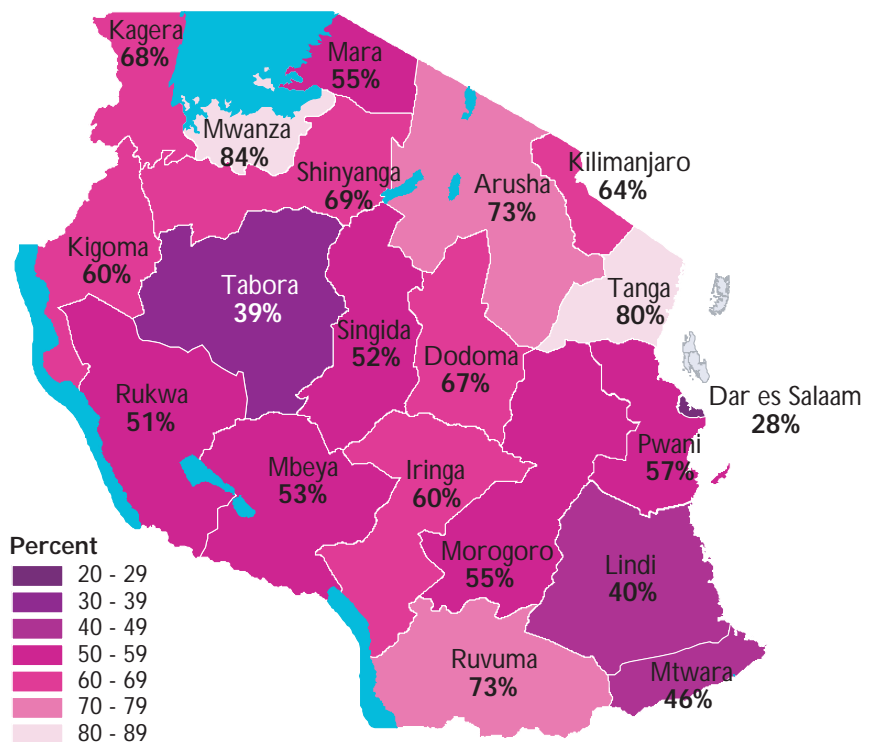 Kagera
68%
Mara
55%
Mwanza
84%
Shinyanga
69%
Arusha
73%
Kilimanjaro
64%
Kigoma
60%
Tabora
39%
Singida
52%
Dodoma
67%
Tanga
80%
Rukwa
51%
Dar es Salaam
28%
Pwani
57%
Mbeya
53%
Iringa
60%
Morogoro
55%
Lindi
40%
Ruvuma
73%
Mtwara
46%
Percent
20 - 29
30 - 39
40 - 49
50 - 59
60 - 69
70 - 79
80 - 89